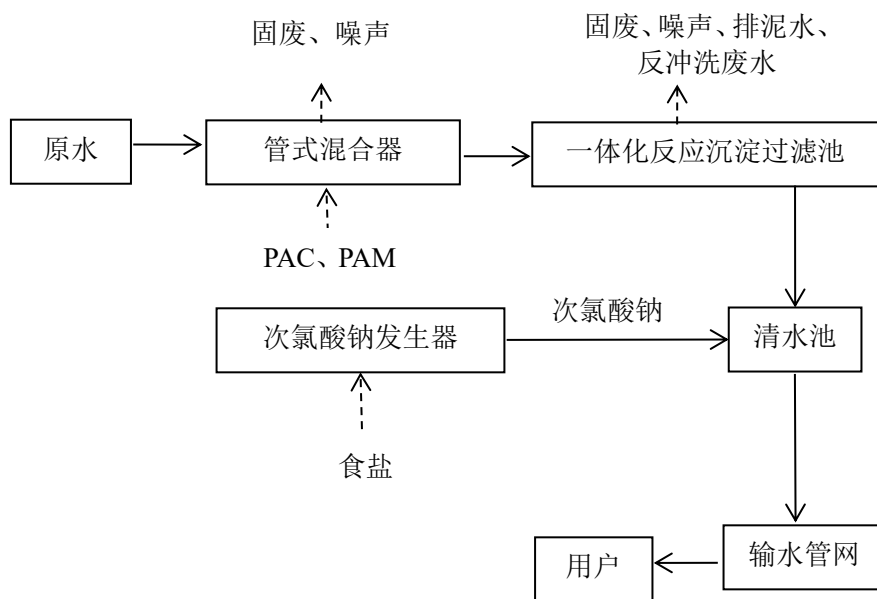 固废、噪声
固废、噪声、排泥水、
反冲洗废水
原水
管式混合器
一体化反应沉淀过滤池
PAC、PAM
次氯酸钠发生器
次氯酸钠
清水池
食盐
输水管网
用户